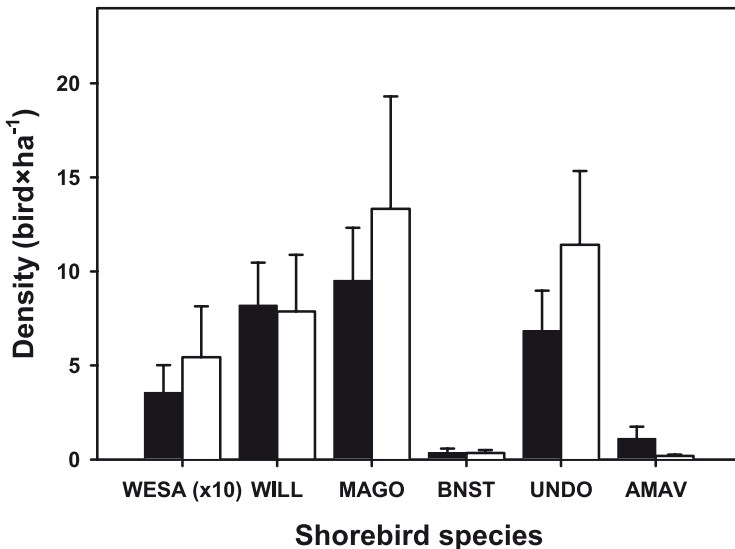 Density (bird×ha⁻¹)
20
15
10
5
0
WESA (x10) WILL MAGO BNST UNDO AMAV
Shorebird species